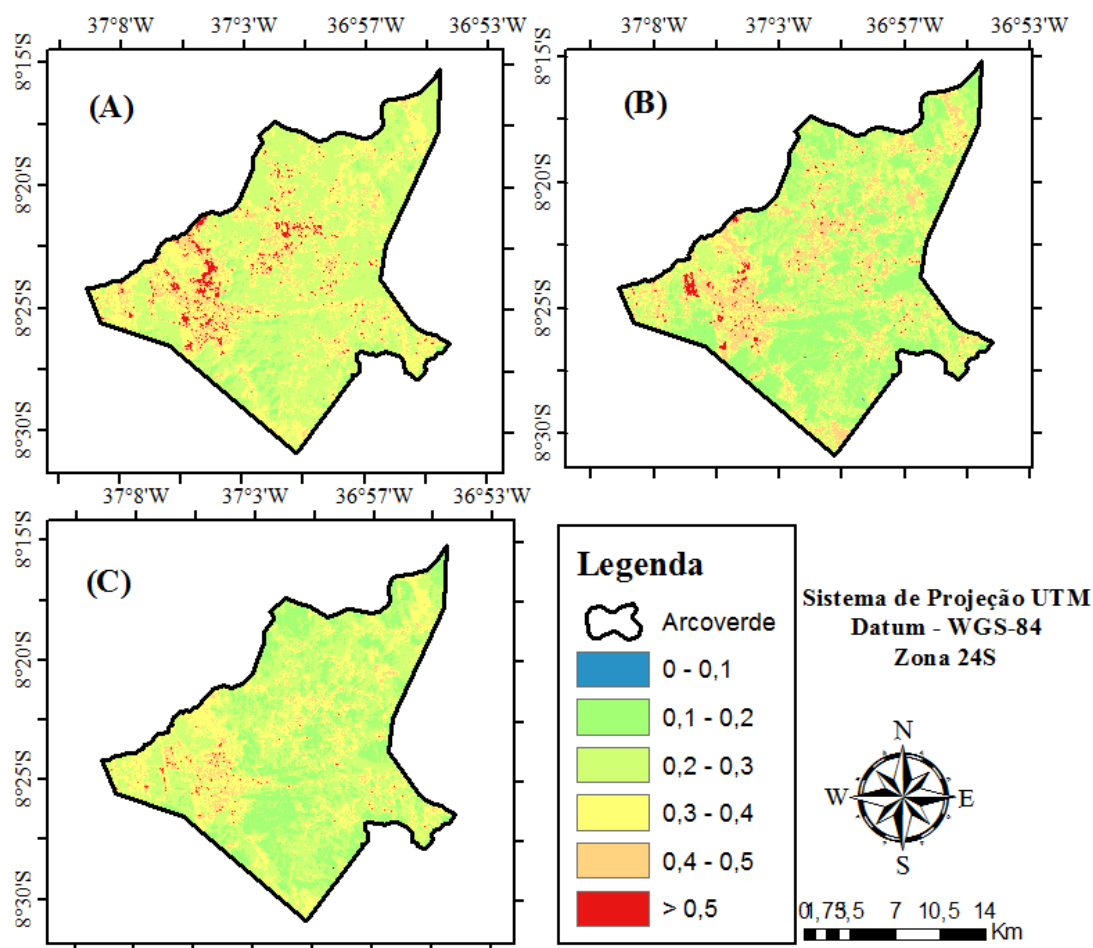 37°8'W 37°3'W 36°57'W 36°53'W
37°8'W 37°3'W 36°57'W 36°53'W
8°15'S
8°20'S
8°25'S
8°30'S
(A)
8°15'S
8°20'S
8°25'S
8°30'S
(B)
37°8'W 37°3'W 36°57'W 36°53'W
8°15'S
8°20'S
8°25'S
8°30'S
(C)
Legenda
Arcoverde
0 - 0,1
0,1 - 0,2
0,2 - 0,3
0,3 - 0,4
0,4 - 0,5
> 0,5
Sistema de Projeção UTM
Datum - WGS-84
Zona 24S
N
W E
S
7 10,5 14
Km